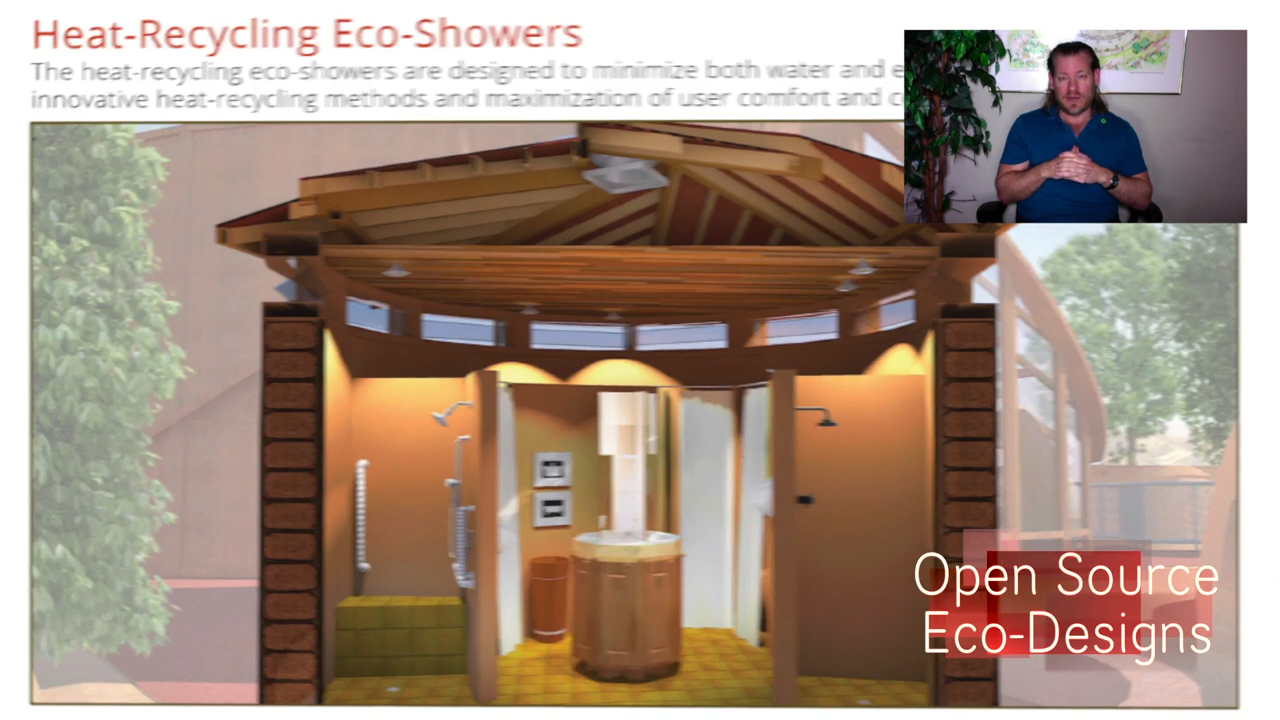 Heat-Recycling Eco-Showers
The heat-recycling eco-showers are designed to minimize both water and
innovative heat-recycling methods and maximization of user comfort and
Open Source
Eco-Designs